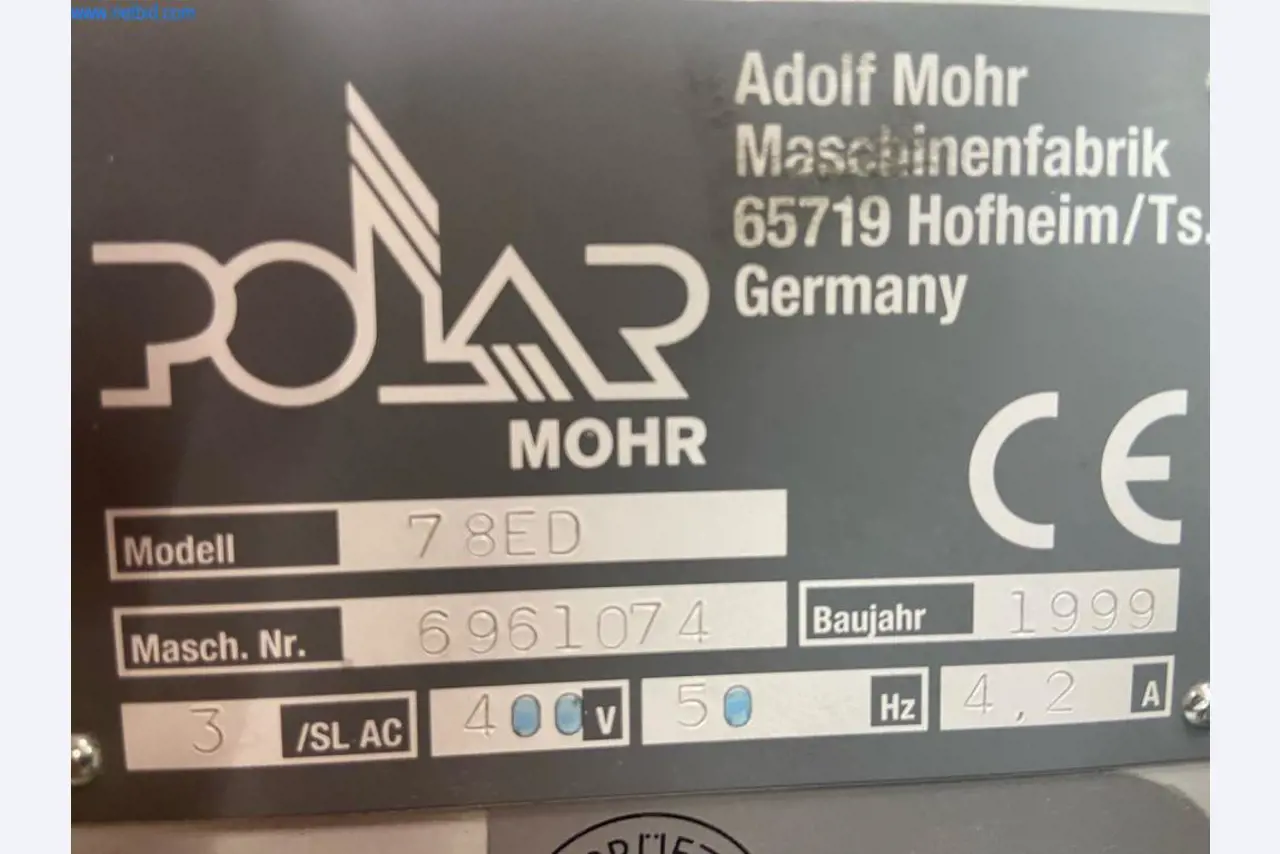 www.netbid.com
Adolf Mohr
Maschinenfabrik
65719 Hofheim/Ts.
Germany
POLAR
MOHR
CE
Modell 78ED
Masch. Nr. 6961074 Baujahr 1999
3 /SL AC 400 V 50 Hz 4,2 A